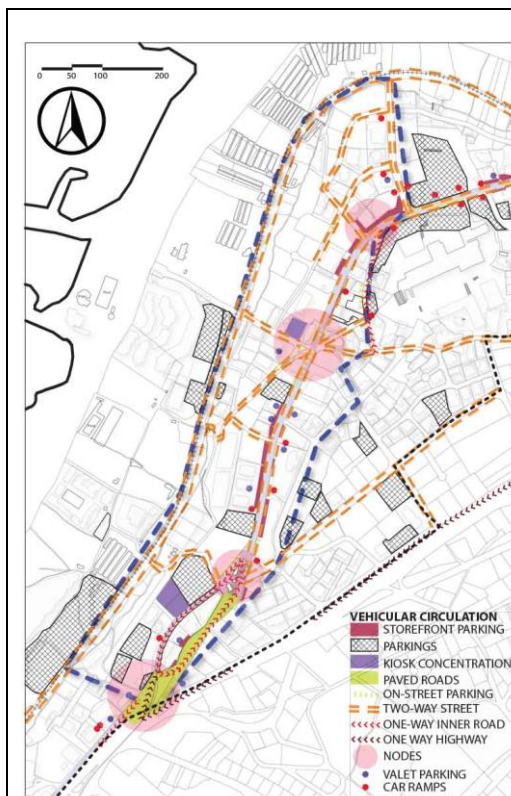 0 50 100 200
VEHICULAR CIRCULATION
STOREFRONT PARKING
PARKINGS
KIOSK CONCENTRATION
PAVED ROADS
ON-STREET PARKING
TWO-WAY STREET
ONE-WAY INNER ROAD
ONE WAY HIGHWAY
NODES
VALET PARKING
CAR RAMPS